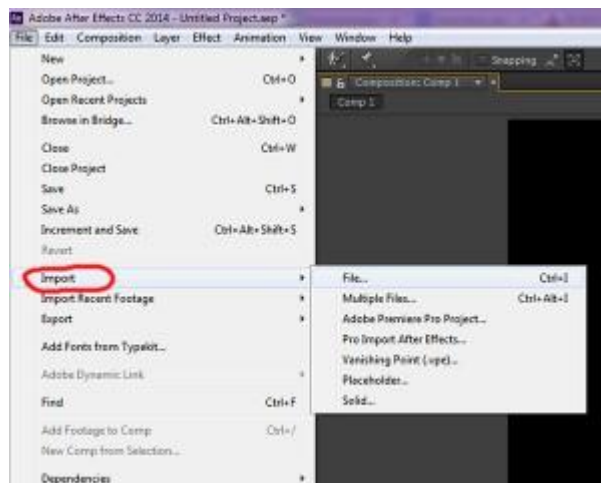 Adobe After Effects CC 2014 - Untitled Project.aep *
File Edit Composition Layer Effect Animation View Window Help
New
Open Project... Ctrl+O
Open Recent Projects
Browse in Bridge... Ctrl+Alt+Shift+O
Close Ctrl+W
Close Project
Save Ctrl+S
Save As
Increment and Save Ctrl+Alt+Shift+S
Revert
Import
Import Recent Footage
Export
Add Fonts from Typekit...
Adobe Dynamic Link
Find Ctrl+F
Add Footage to Comp Ctrl+/
New Comp from Selection...
Dependencies
Snapping
Composition: Comp 1
Comp 1
File... Ctrl+I
Multiple Files... Ctrl+Alt+I
Adobe Premiere Pro Project...
Pro Import After Effects...
Vanishing Point (.vpe)...
Placeholder...
Solid...